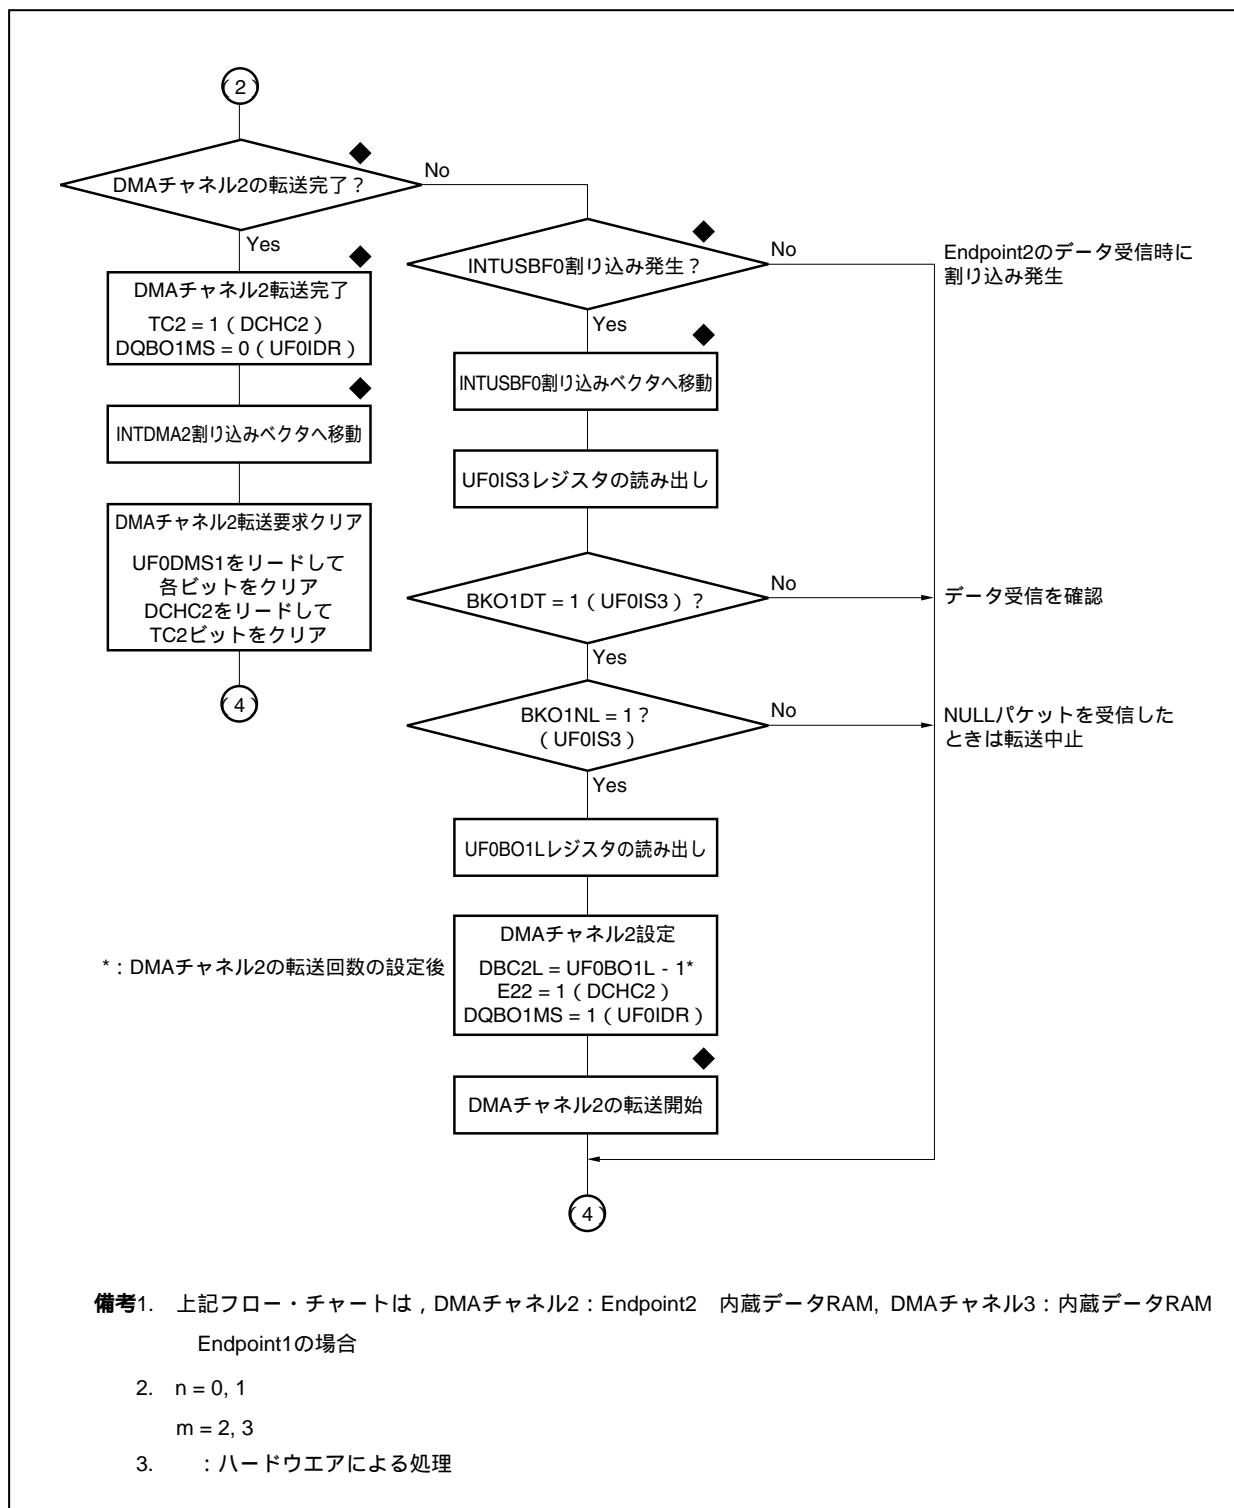 (2)
DMAチャネル2の転送完了？
No
Yes
DMAチャネル2転送完了
TC2 = 1（DCHC2）
DQBO1MS = 0（UF0IDR）
INTDMA2割り込みベクタへ移動
DMAチャネル2転送要求クリア
UF0DMS1をリードして
各ビットをクリア
DCHC2をリードして
TC2ビットをクリア
(4)
INTUSBF0割り込み発生？
No
Endpoint2のデータ受信時に
割り込み発生
Yes
INTUSBF0割り込みベクタへ移動
UF0IS3レジスタの読み出し
BKO1DT = 1（UF0IS3）？
No
データ受信を確認
Yes
BKO1NL = 1？
（UF0IS3）
No
NULLパケットを受信した
ときは転送中止
Yes
UF0BO1Lレジスタの読み出し
*：DMAチャネル2の転送回数の設定後
DMAチャネル2設定
DBC2L = UF0BO1L - 1*
E22 = 1（DCHC2）
DQBO1MS = 1（UF0IDR）
DMAチャネル2の転送開始
(4)
備考1. 上記フロー・チャートは，DMAチャネル2：Endpoint2 内蔵データRAM, DMAチャネル3：内蔵データRAM
Endpoint1の場合
2. n = 0, 1
m = 2, 3
3. ：ハードウエアによる処理